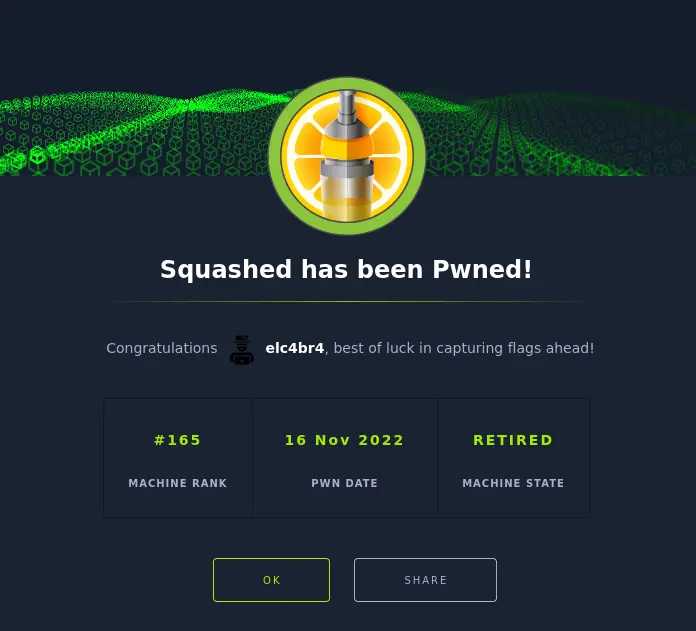 Squashed has been Pwned!
Congratulations elc4br4, best of luck in capturing flags ahead!
#165 16 Nov 2022 RETIRED
MACHINE RANK PWN DATE MACHINE STATE
OK SHARE